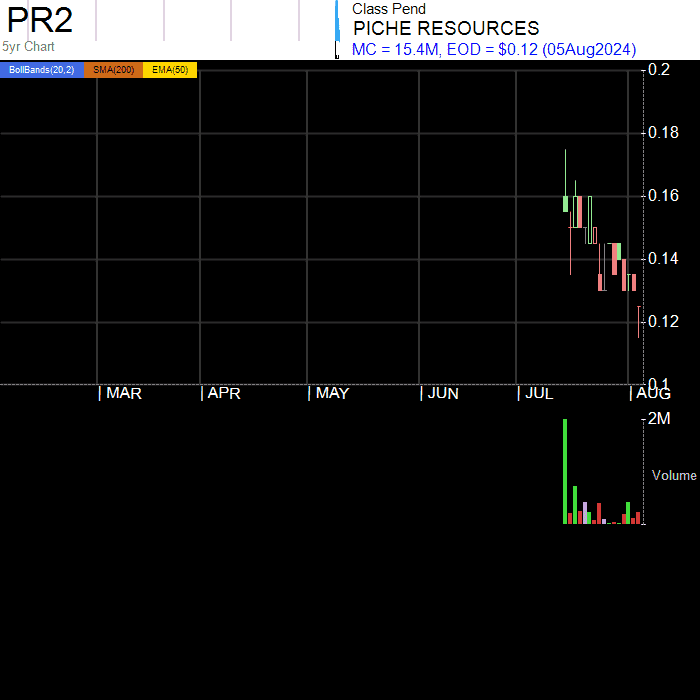 PR2
5yr Chart
Class Pend
PICHE RESOURCES
MC = 15.4M, EOD = $0.12 (05Aug2024)
BollBands(20,2) SMA(200) EMA(50)
0.2
0.18
0.16
0.14
0.12
0.1
| MAR | APR | MAY | JUN | JUL | AUG
2M
Volume